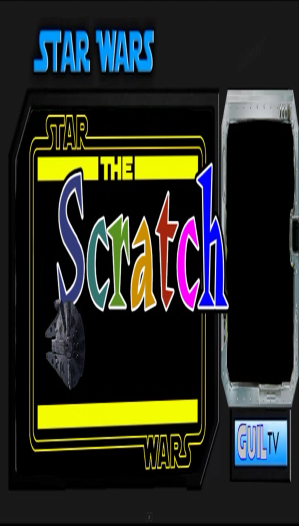 STAR WARS
STAR
THE
Scratch
WARS
GUIL TV